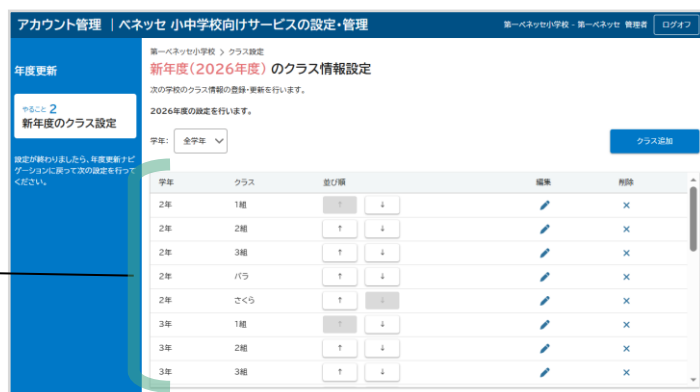 アカウント管理 | ベネッセ 小中学校向けサービスの設定・管理
第一ベネッセ小学校 - 第一ベネッセ 管理者 ログオフ
年度更新
やること 2
新年度のクラス設定
設定が終わりましたら、年度更新ナビ
ゲーションに戻って次の設定を行って
ください。
第一ベネッセ小学校 > クラス設定
新年度(2026年度) のクラス情報設定
次の学校のクラス情報の登録・更新を行います。
2026年度の設定を行います。
学年: 全学年 クラス追加
学年 クラス 並び順 編集 削除
2年 1組 ↑ ↓ ×
2年 2組 ↑ ↓ ×
2年 3組 ↑ ↓ ×
2年 バラ ↑ ↓ ×
2年 さくら ↑ ↓ ×
3年 1組 ↑ ↓ ×
3年 2組 ↑ ↓ ×
3年 3組 ↑ ↓ ×